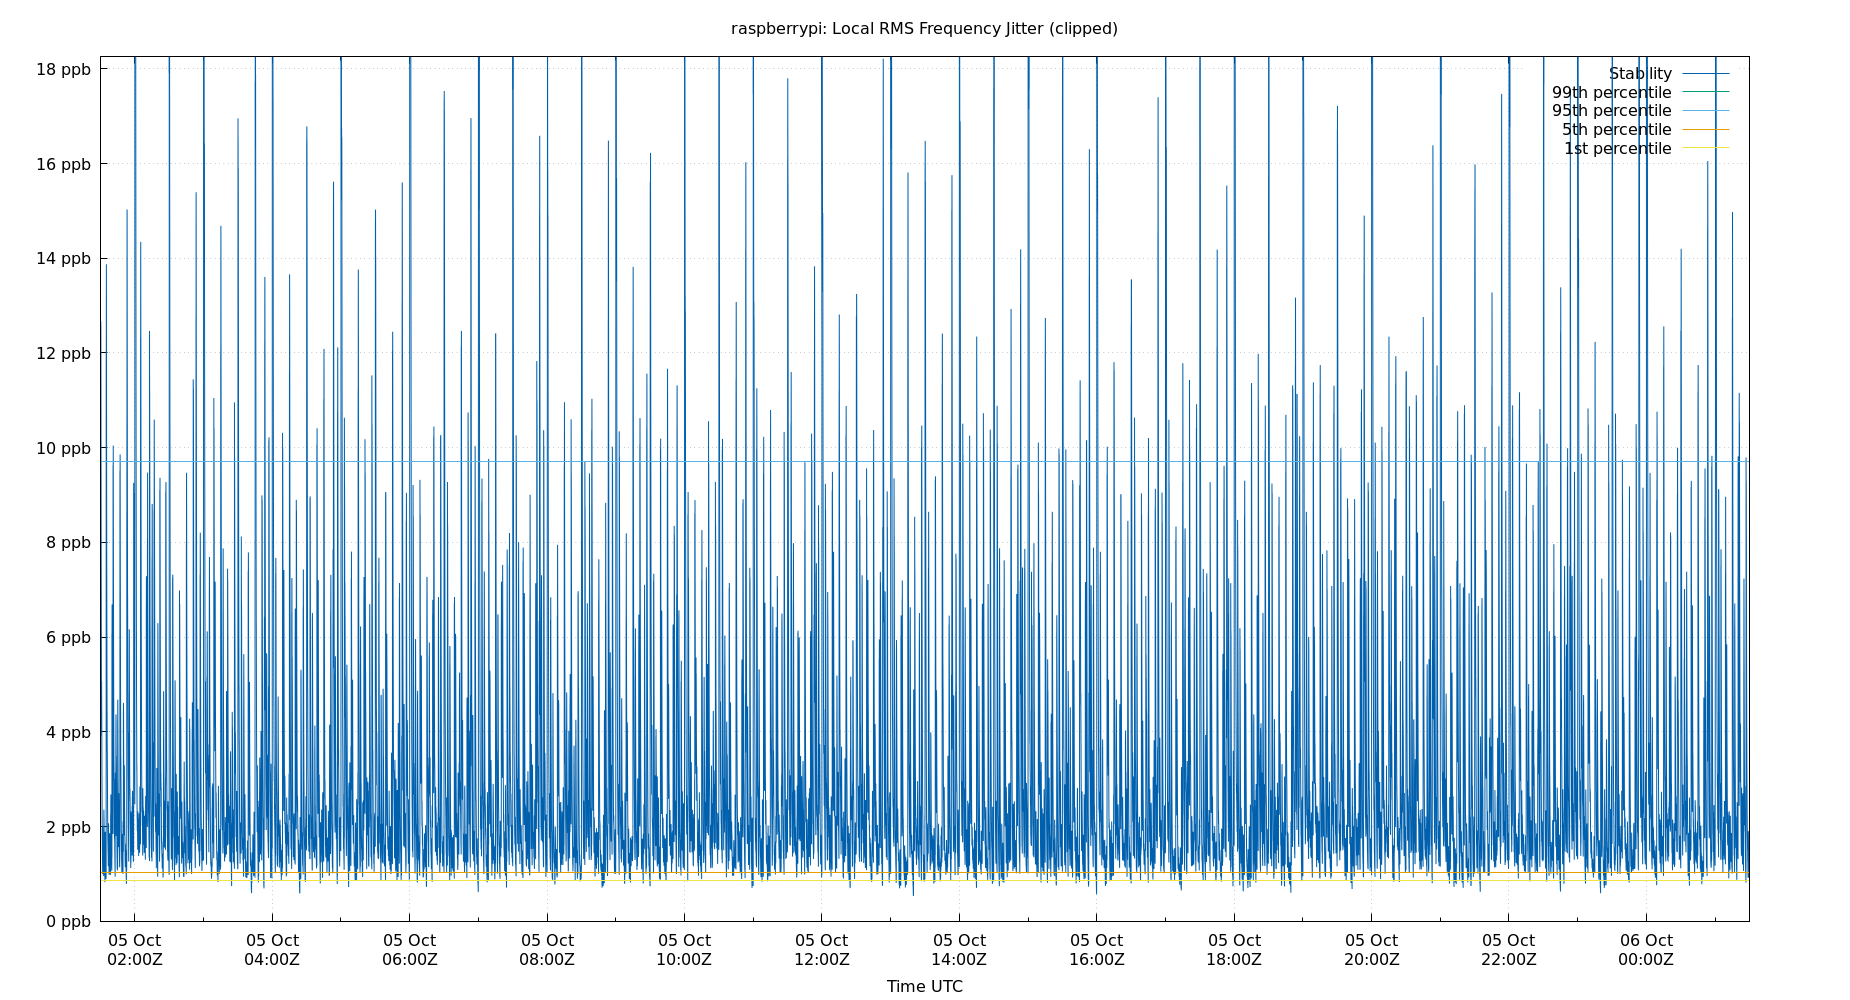 raspberrypi: Local RMS Frequency Jitter (clipped)
18 ppb
16 ppb
14 ppb
12 ppb
10 ppb
8 ppb
6 ppb
4 ppb
2 ppb
0 ppb
Stability
99th percentile
95th percentile
5th percentile
1st percentile
05 Oct 05 Oct 05 Oct 05 Oct 05 Oct 05 Oct 05 Oct 05 Oct 05 Oct 05 Oct 05 Oct 06 Oct
02:00Z 04:00Z 06:00Z 08:00Z 10:00Z 12:00Z 14:00Z 16:00Z 18:00Z 20:00Z 22:00Z 00:00Z
Time UTC